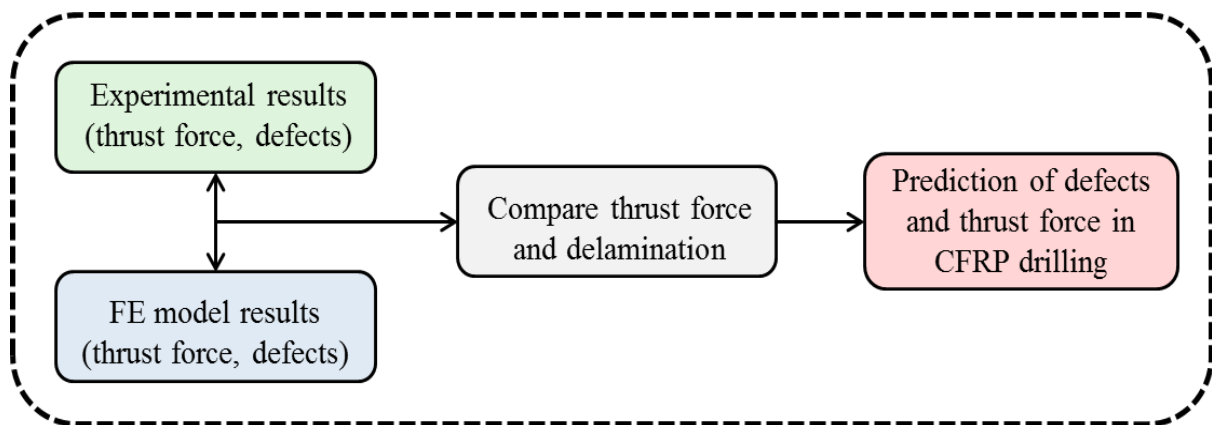 Experimental results
(thrust force, defects)
FE model results
(thrust force, defects)
Compare thrust force
and delamination
Prediction of defects
and thrust force in
CFRP drilling